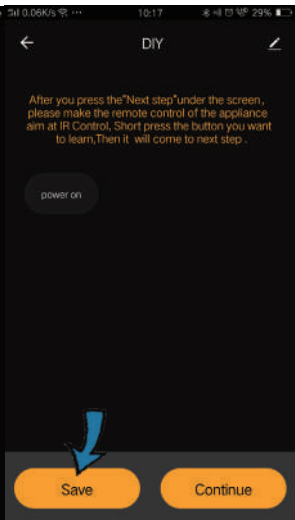 0.06K/s ··· 10:17 29%
DIY
After you press the"Next step"under the screen,
please make the remote control of the appliance
aim at IR Control, Short press the button you want
to learn,Then it will come to next step .
power on
Save Continue